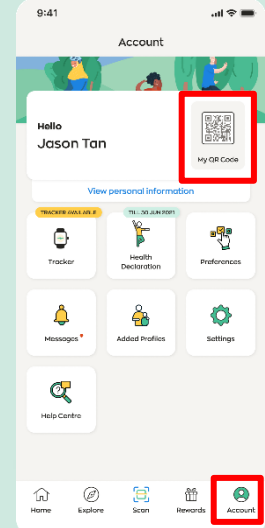 9:41
Account
Hello
Jason Tan
My QR Code
View personal information
TRACKER AVAILABLE
TILL 30 JUN 2021
Tracker
Health
Declaration
Preferences
Messages
Added Profiles
Settings
Help Centre
Home
Explore
Scan
Rewards
Account